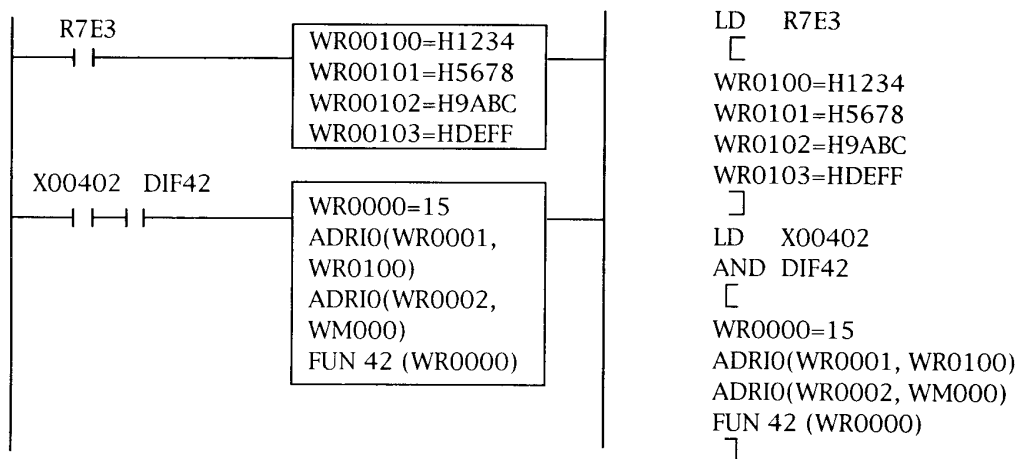 R7E3
WR00100=H1234
WR00101=H5678
WR00102=H9ABC
WR00103=HDEFF
X00402 DIF42
WR0000=15
ADRIO(WR0001,
WR0100)
ADRIO(WR0002,
WM000)
FUN 42 (WR0000)
LD R7E3
[
WR0100=H1234
WR0101=H5678
WR0102=H9ABC
WR0103=HDEFF
]
LD X00402
AND DIF42
[
WR0000=15
ADRIO(WR0001, WR0100)
ADRIO(WR0002, WM000)
FUN 42 (WR0000)
]